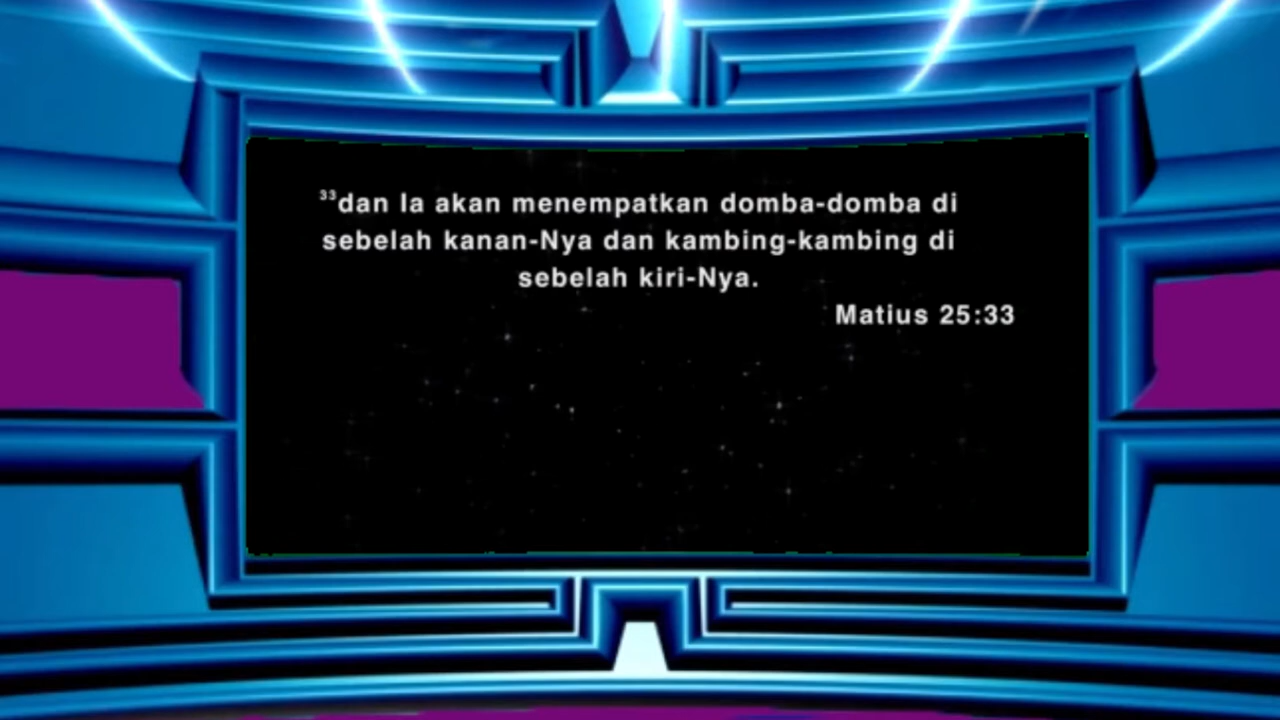 ³³dan Ia akan menempatkan domba-domba di
sebelah kanan-Nya dan kambing-kambing di
sebelah kiri-Nya.
Matius 25:33